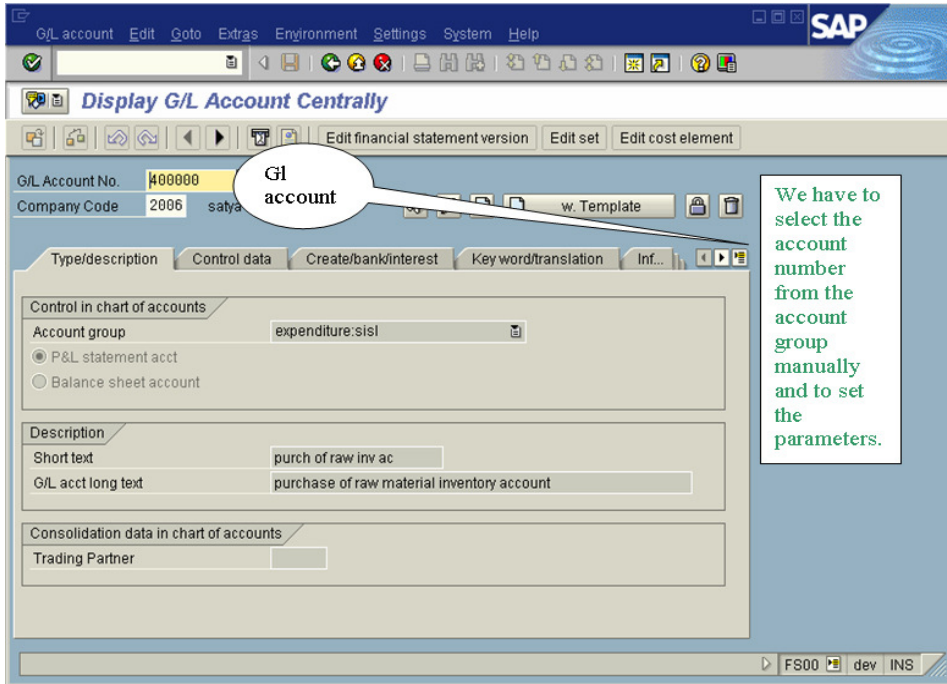 G/L account Edit Goto Extras Environment Settings System Help
SAP
Display G/L Account Centrally
Edit financial statement version Edit set Edit cost element
G/L Account No. 400000
Company Code 2006 satya
w. Template
Gl
account
We have to
select the
account
number
from the
account
group
manually
and to set
the
parameters.
Type/description Control data Create/bank/interest Key word/translation Inf...
Control in chart of accounts
Account group expenditure:sisl
P&L statement acct
Balance sheet account
Description
Short text purch of raw inv ac
G/L acct long text purchase of raw material inventory account
Consolidation data in chart of accounts
Trading Partner
FS00 dev INS